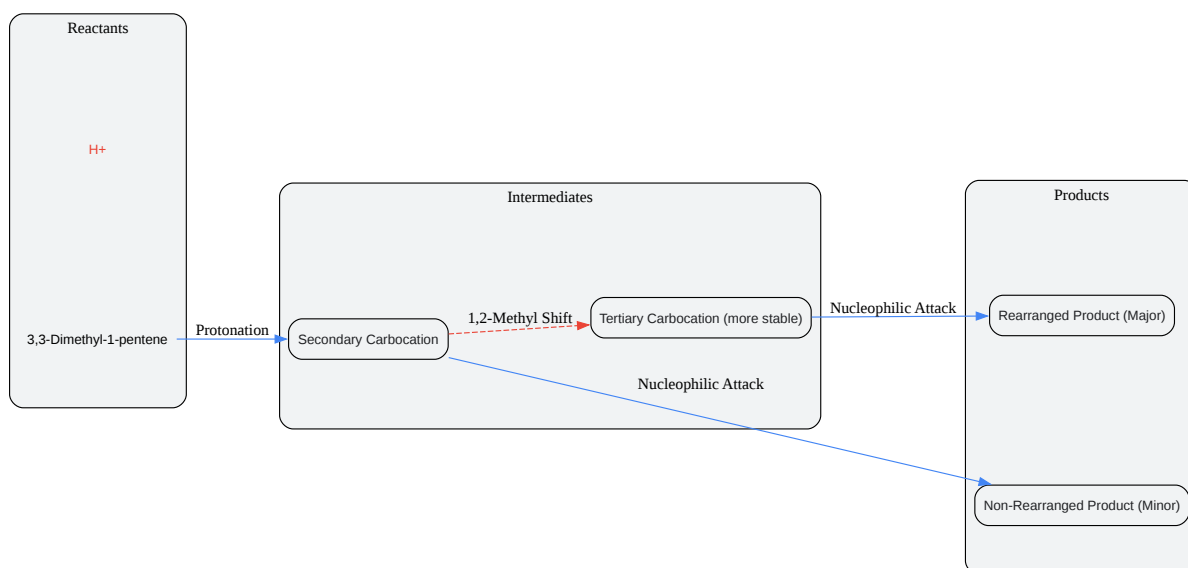 Reactants
H+
3,3-Dimethyl-1-pentene
Protonation
Intermediates
Secondary Carbocation
1,2-Methyl Shift
Tertiary Carbocation (more stable)
Nucleophilic Attack
Nucleophilic Attack
Products
Rearranged Product (Major)
Non-Rearranged Product (Minor)